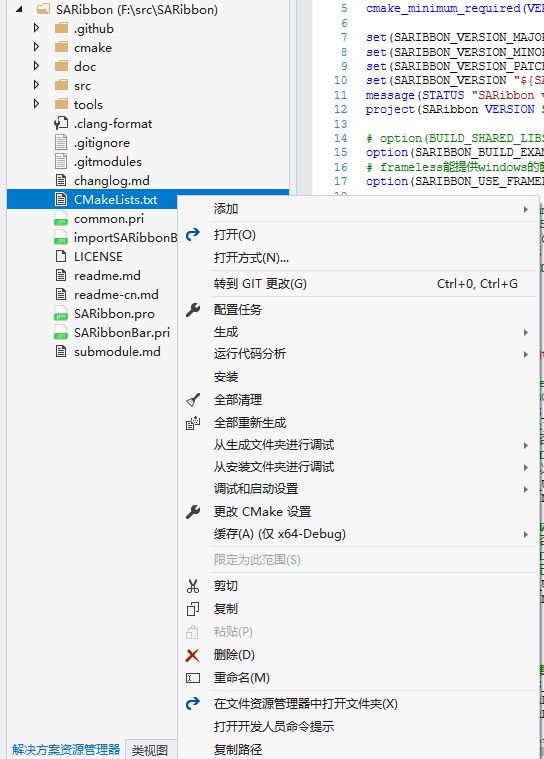 SARibbon (F:\src\SARibbon)
.github
cmake
doc
src
tools
.clang-format
.gitignore
.gitmodules
changlog.md
CMakeLists.txt
common.pri
importSARibbonB
LICENSE
readme.md
readme-cn.md
SARibbon.pro
SARibbonBar.pri
submodule.md
解决方案资源管理器 类视图
5 cmake_minimum_required(VER
6
7 set(SARIBBON_VERSION_MAJOR
8 set(SARIBBON_VERSION_MINOR
9 set(SARIBBON_VERSION_PATCH
10 set(SARIBBON_VERSION "${SA
11 message(STATUS "SARibbon v
12 project(SARibbon VERSION
13
14 # option(BUILD_SHARED_LIBS
15 option(SARIBBON_BUILD_EXAM
16 # frameless能提供windows的
17 option(SARIBBON_USE_FRAMEL
添加
打开(O)
打开方式(N)...
转到 GIT 更改(G) Ctrl+0, Ctrl+G
配置任务
生成
运行代码分析
安装
全部清理
全部重新生成
从生成文件夹进行调试
从安装文件夹进行调试
调试和启动设置
更改 CMake 设置
缓存(A) (仅 x64-Debug)
限定为此范围(S)
剪切
复制
粘贴(P)
删除(D)
重命名(M)
在文件资源管理器中打开文件夹(X)
打开开发人员命令提示
复制路径